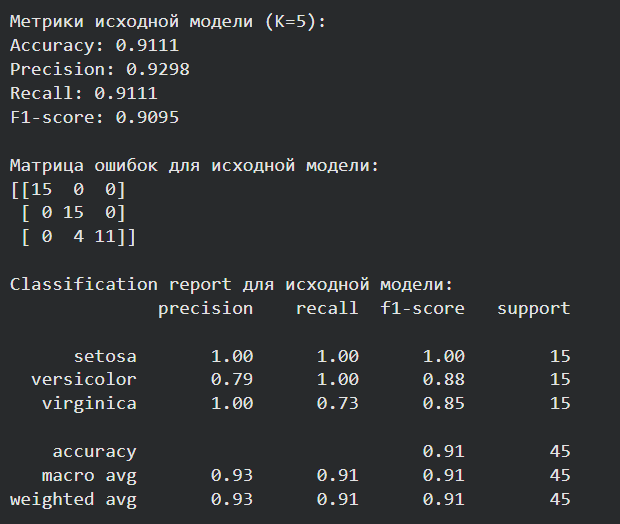 Метрики исходной модели (K=5):
Accuracy: 0.9111
Precision: 0.9298
Recall: 0.9111
F1-score: 0.9095
Матрица ошибок для исходной модели:
[[15  0  0]
 [ 0 15  0]
 [ 0  4 11]]
Classification report для исходной модели:
              precision    recall  f1-score   support
      setosa       1.00      1.00      1.00        15
  versicolor       0.79      1.00      0.88        15
   virginica       1.00      0.73      0.85        15
    accuracy                           0.91        45
   macro avg       0.93      0.91      0.91        45
weighted avg       0.93      0.91      0.91        45